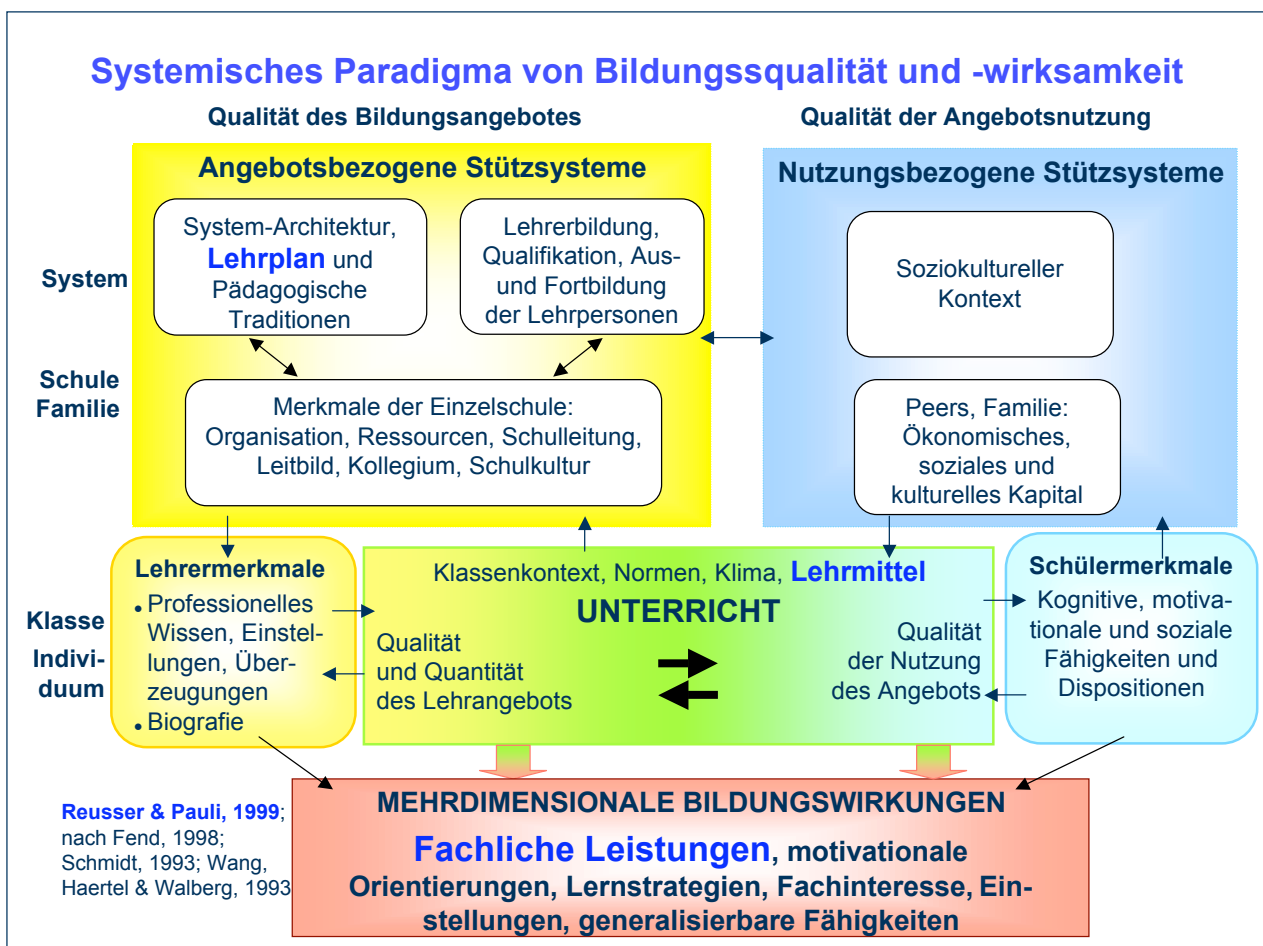 Systemisches Paradigma von Bildungssqualität und -wirksamkeit
Qualität des Bildungsangebotes
Qualität der Angebotsnutzung
Angebotsbezogene Stützsysteme
Nutzungsbezogene Stützsysteme
System
System-Architektur,
Lehrplan und
Pädagogische
Traditionen
Lehrerbildung,
Qualifikation, Aus-
und Fortbildung
der Lehrpersonen
Soziokultureller
Kontext
Schule
Familie
Merkmale der Einzelschule:
Organisation, Ressourcen, Schulleitung,
Leitbild, Kollegium, Schulkultur
Peers, Familie:
Ökonomisches,
soziales und
kulturelles Kapital
Klasse
Indivi-
duum
Lehrermerkmale
• Professionelles
Wissen, Einstel-
lungen, Über-
zeugungen
• Biografie
Klassenkontext, Normen, Klima, Lehrmittel
UNTERRICHT
Qualität
und Quantität
des Lehrangebots
Qualität
der Nutzung
des Angebots
Schülermerkmale
Kognitive, motiva-
tionale und soziale
Fähigkeiten und
Dispositionen
MEHRDIMENSIONALE BILDUNGSWIRKUNGEN
Fachliche Leistungen, motivationale
Orientierungen, Lernstrategien, Fachinteresse, Ein-
stellungen, generalisierbare Fähigkeiten
Reusser & Pauli, 1999;
nach Fend, 1998;
Schmidt, 1993; Wang,
Haertel & Walberg, 1993